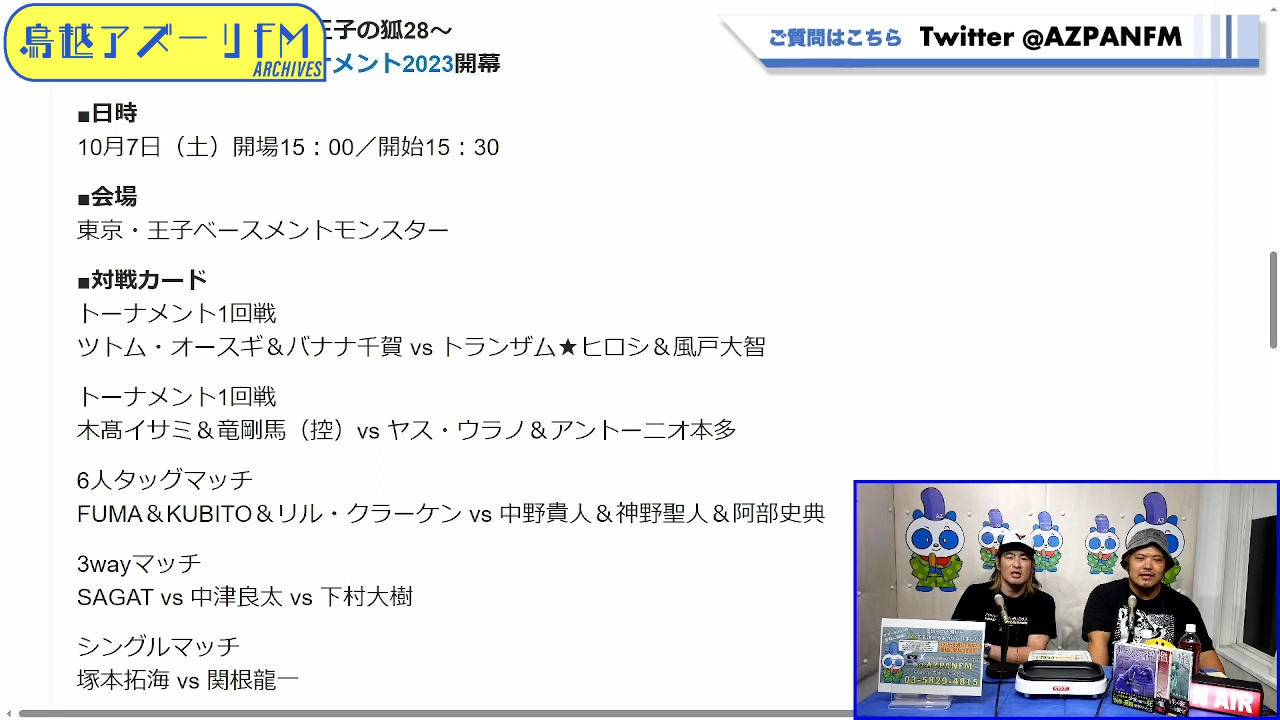 鳥越アズーリFM
ARCHIVES
王子の狐28～
ナメント2023開幕
ご質問はこちら Twitter @AZPANFM
■日時
10月7日（土）開場15：00／開始15：30
■会場
東京・王子ベースメントモンスター
■対戦カード
トーナメント1回戦
ツトム・オースギ＆バナナ千賀 vs トランザム★ヒロシ＆風戸大智
トーナメント1回戦
木髙イサミ＆竜剛馬（控）vs ヤス・ウラノ＆アントーニオ本多
6人タッグマッチ
FUMA＆KUBITO＆リル・クラーケン vs 中野貴人＆神野聖人＆阿部史典
3wayマッチ
SAGAT vs 中津良太 vs 下村大樹
シングルマッチ
塚本拓海 vs 関根龍一
AZPANFM
03-5829-4815
AIR